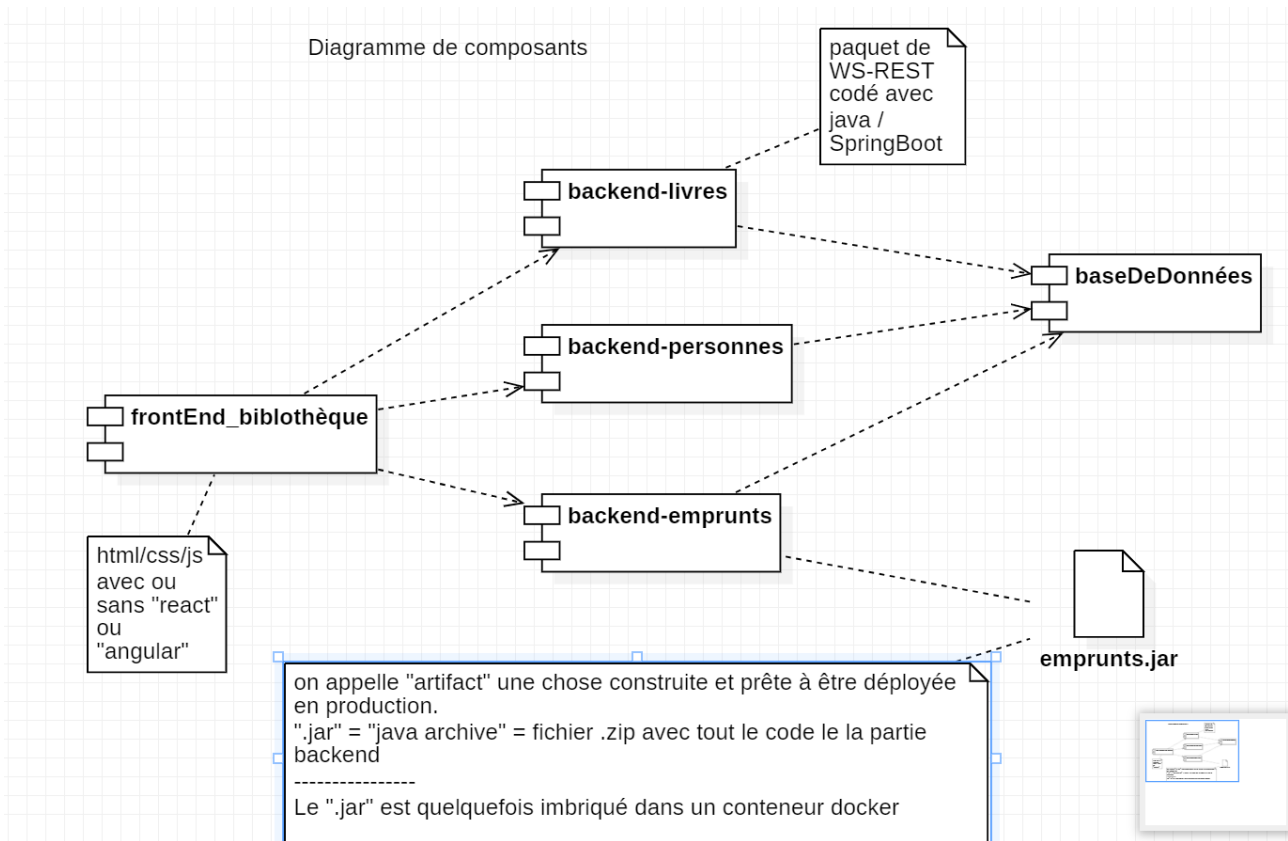 Diagramme de composants
paquet de
WS-REST
codé avec
java /
SpringBoot
backend-livres
baseDeDonnées
backend-personnes
frontEnd_biblothèque
backend-emprunts
html/css/js
avec ou
sans "react"
ou
"angular"
emprunts.jar
on appelle "artifact" une chose construite et prête à être déployée
en production.
".jar" = "java archive" = fichier .zip avec tout le code le la partie
backend
----------------
Le ".jar" est quelquefois imbriqué dans un conteneur docker